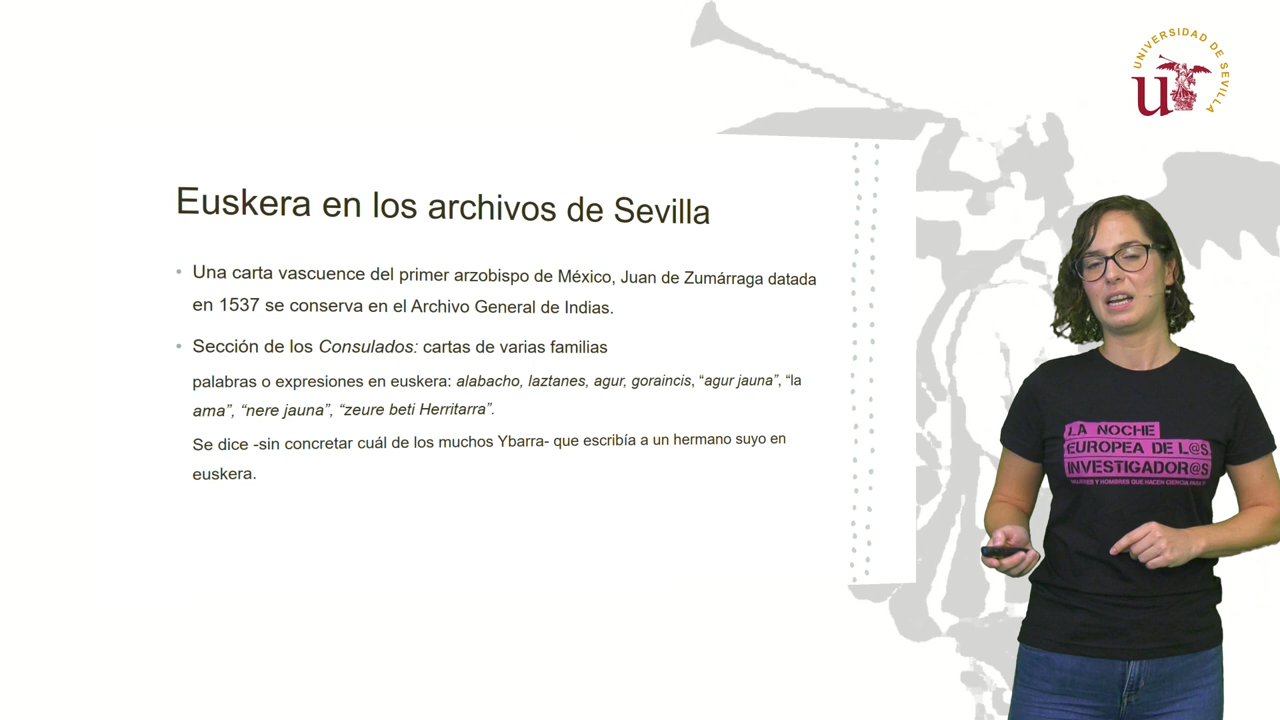 UNIVERSIDAD DE SEVILLA
Euskera en los archivos de Sevilla
• Una carta vascuence del primer arzobispo de México, Juan de Zumárraga datada
en 1537 se conserva en el Archivo General de Indias.
• Sección de los Consulados: cartas de varias familias
palabras o expresiones en euskera: alabacho, laztanes, agur, goraincis, “agur jauna”, “la
ama”, “nere jauna”, “zeure beti Herritarra”.
Se dice -sin concretar cuál de los muchos Ybarra- que escribía a un hermano suyo en
euskera.
LA NOCHE
EUROPEA DE L@S
INVESTIGADOR@S
Y HOMBRES QUE HACEN CIENCIA